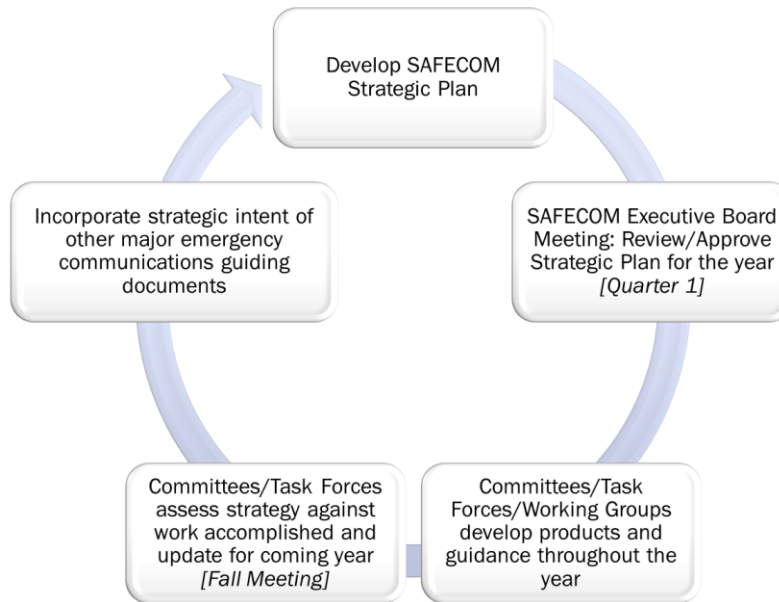 Develop SAFECOM
Strategic Plan
SAFECOM Executive Board
Meeting: Review/Approve
Strategic Plan for the year
[Quarter 1]
Committees/Task
Forces/Working Groups
develop products and
guidance throughout the
year
Committees/Task Forces
assess strategy against
work accomplished and
update for coming year
[Fall Meeting]
Incorporate strategic intent of
other major emergency
communications guiding
documents